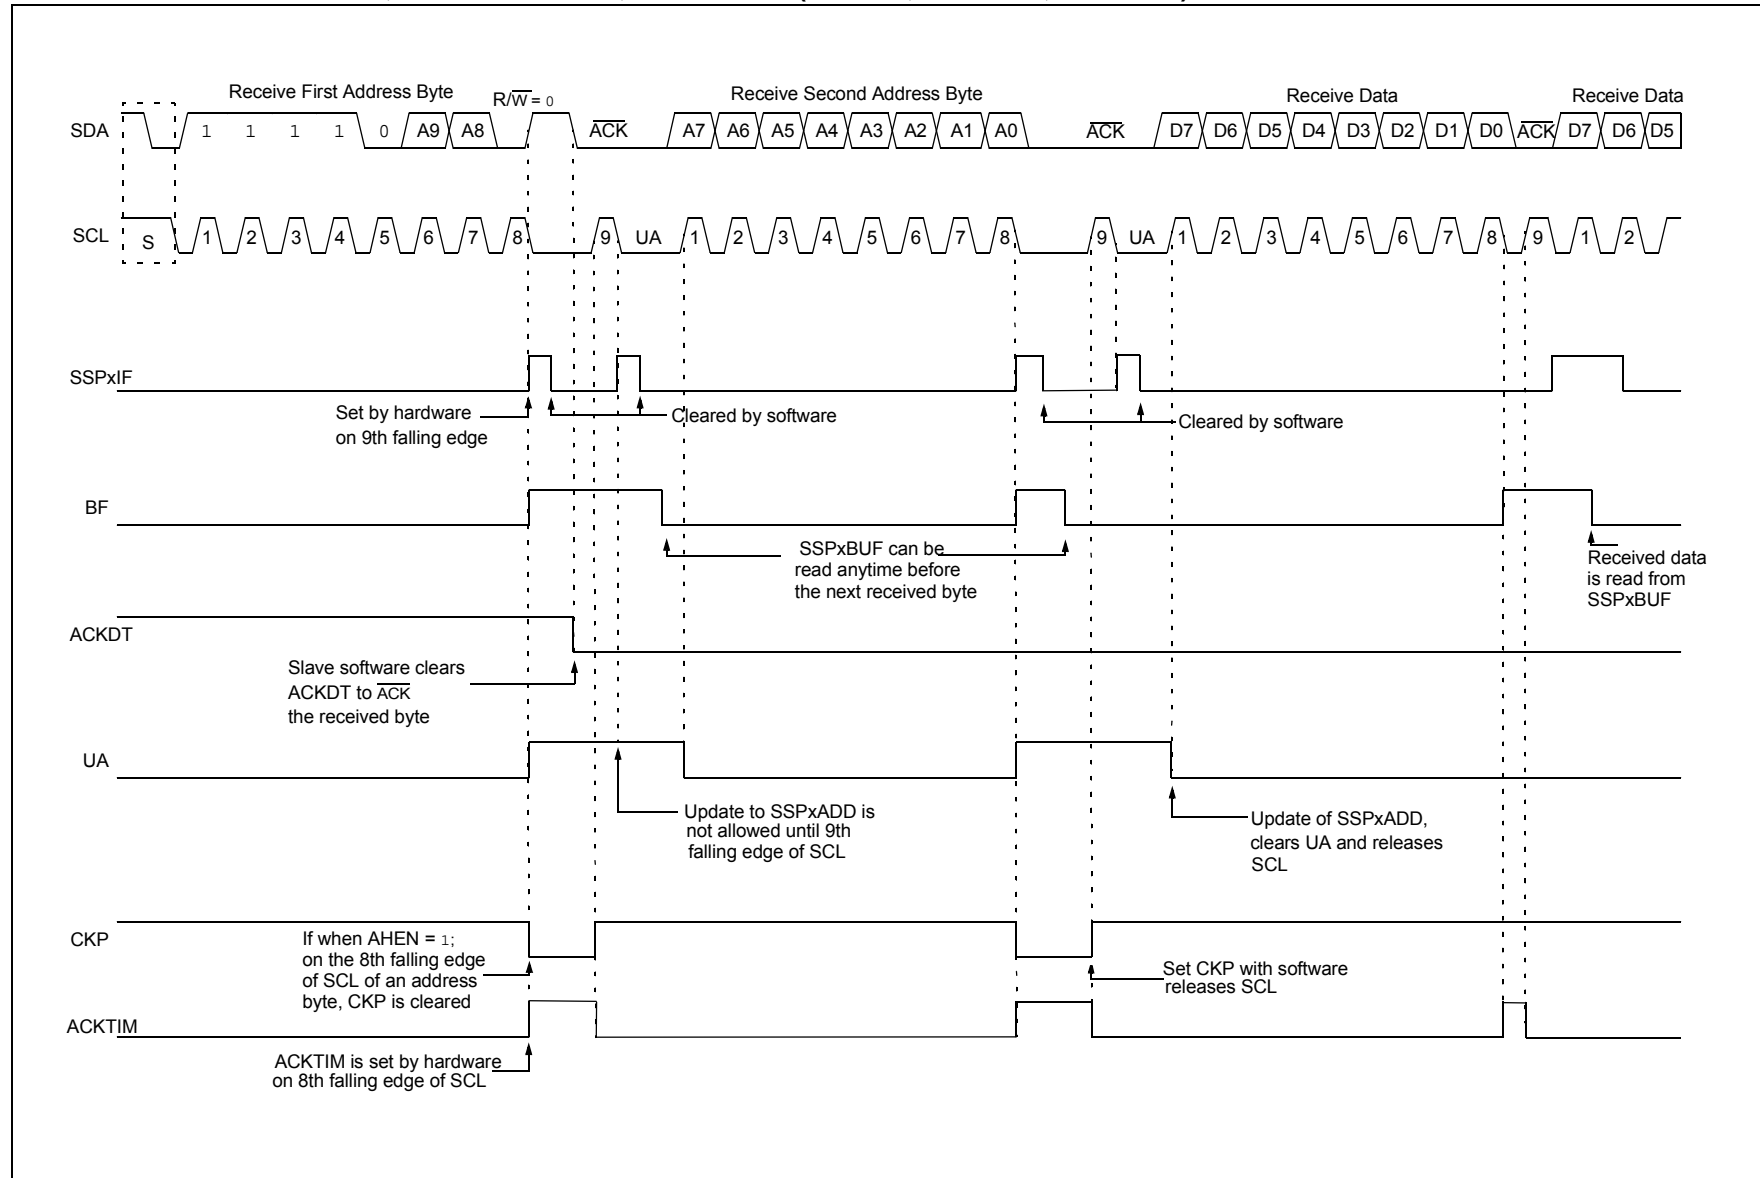 Receive First Address Byte
R/W = 0
Receive Second Address Byte
Receive Data
Receive Data
SDA
1 1 1 1 0 A9 A8
ACK
A7 A6 A5 A4 A3 A2 A1 A0
ACK
D7 D6 D5 D4 D3 D2 D1 D0
ACK
D7 D6 D5
SCL
S
1 2 3 4 5 6 7 8
9
UA
1 2 3 4 5 6 7 8
9
UA
1 2 3 4 5 6 7 8
9
1 2
SSPxIF
Set by hardware
on 9th falling edge
Cleared by software
Cleared by software
BF
SSPxBUF can be
read anytime before
the next received byte
Received data
is read from
SSPxBUF
ACKDT
Slave software clears
ACKDT to ACK
the received byte
UA
Update to SSPxADD is
not allowed until 9th
falling edge of SCL
Update of SSPxADD,
clears UA and releases
SCL
CKP
If when AHEN = 1;
on the 8th falling edge
of SCL of an address
byte, CKP is cleared
Set CKP with software
releases SCL
ACKTIM
ACKTIM is set by hardware
on 8th falling edge of SCL